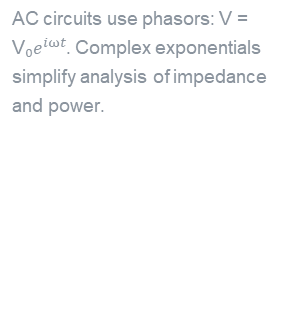 AC circuits use phasors: V =
V₀𝑒^{𝑖𝜔𝑡}. Complex exponentials
simplify analysis of impedance
and power.